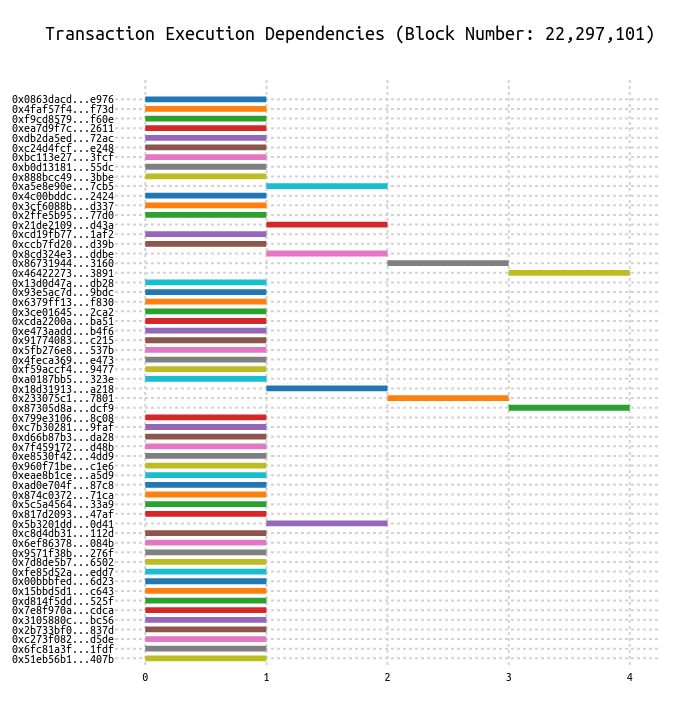 Transaction Execution Dependencies (Block Number: 22,297,101)
0x0863dacd...e976
0x4faf57f4...f73d
0xf9cd8579...f60e
0xea7d9f7c...2611
0xdb2da5ed...72ac
0xc24d4fcf...e248
0xbc113e27...3fcf
0xb0d13181...55dc
0x888bcc49...3bbe
0xa5e8e90e...7cb5
0x4c00bddc...2424
0x3cf6088b...d337
0x2ffe5b95...77d0
0x21de2109...d43a
0xcd19fb77...1af2
0xccb7fd20...d39b
0x8cd324e3...ddbe
0x86731944...3160
0x46422273...3891
0x13d0d47a...db28
0x93e5ac7d...9bdc
0x6379ff13...f830
0x3ce01645...2ca2
0xcda2200a...ba51
0xe473aadd...b4f6
0x91774083...c215
0x5fb276e8...537b
0x4feca369...e473
0xf59accf4...9477
0xa0187bb5...323e
0x18d31913...a218
0x233075c1...7801
0x87305d8a...dcf9
0x799e3106...8c08
0xc7b30281...9faf
0xd66b87b3...da28
0x7f459172...d48b
0xe8530f42...4dd9
0x960f71be...c1e6
0xeae8b1ce...a5d9
0xad0e704f...87c8
0x874c0372...71ca
0x5c5a4564...33a9
0x817d2093...47af
0x5b3201dd...0d41
0xc8d4db31...112d
0x6ef86378...084b
0x9571f38b...276f
0x7d8de5b7...6502
0xfe85d52a...edd7
0x00bbbfed...6d23
0x15bbd5d1...c643
0xd814f5dd...525f
0x7e8f970a...cdca
0x3105880c...bc56
0x2b733bf0...837d
0xc273f082...d5de
0x6fc81a3f...1fdf
0x51eb56b1...407b
0 1 2 3 4